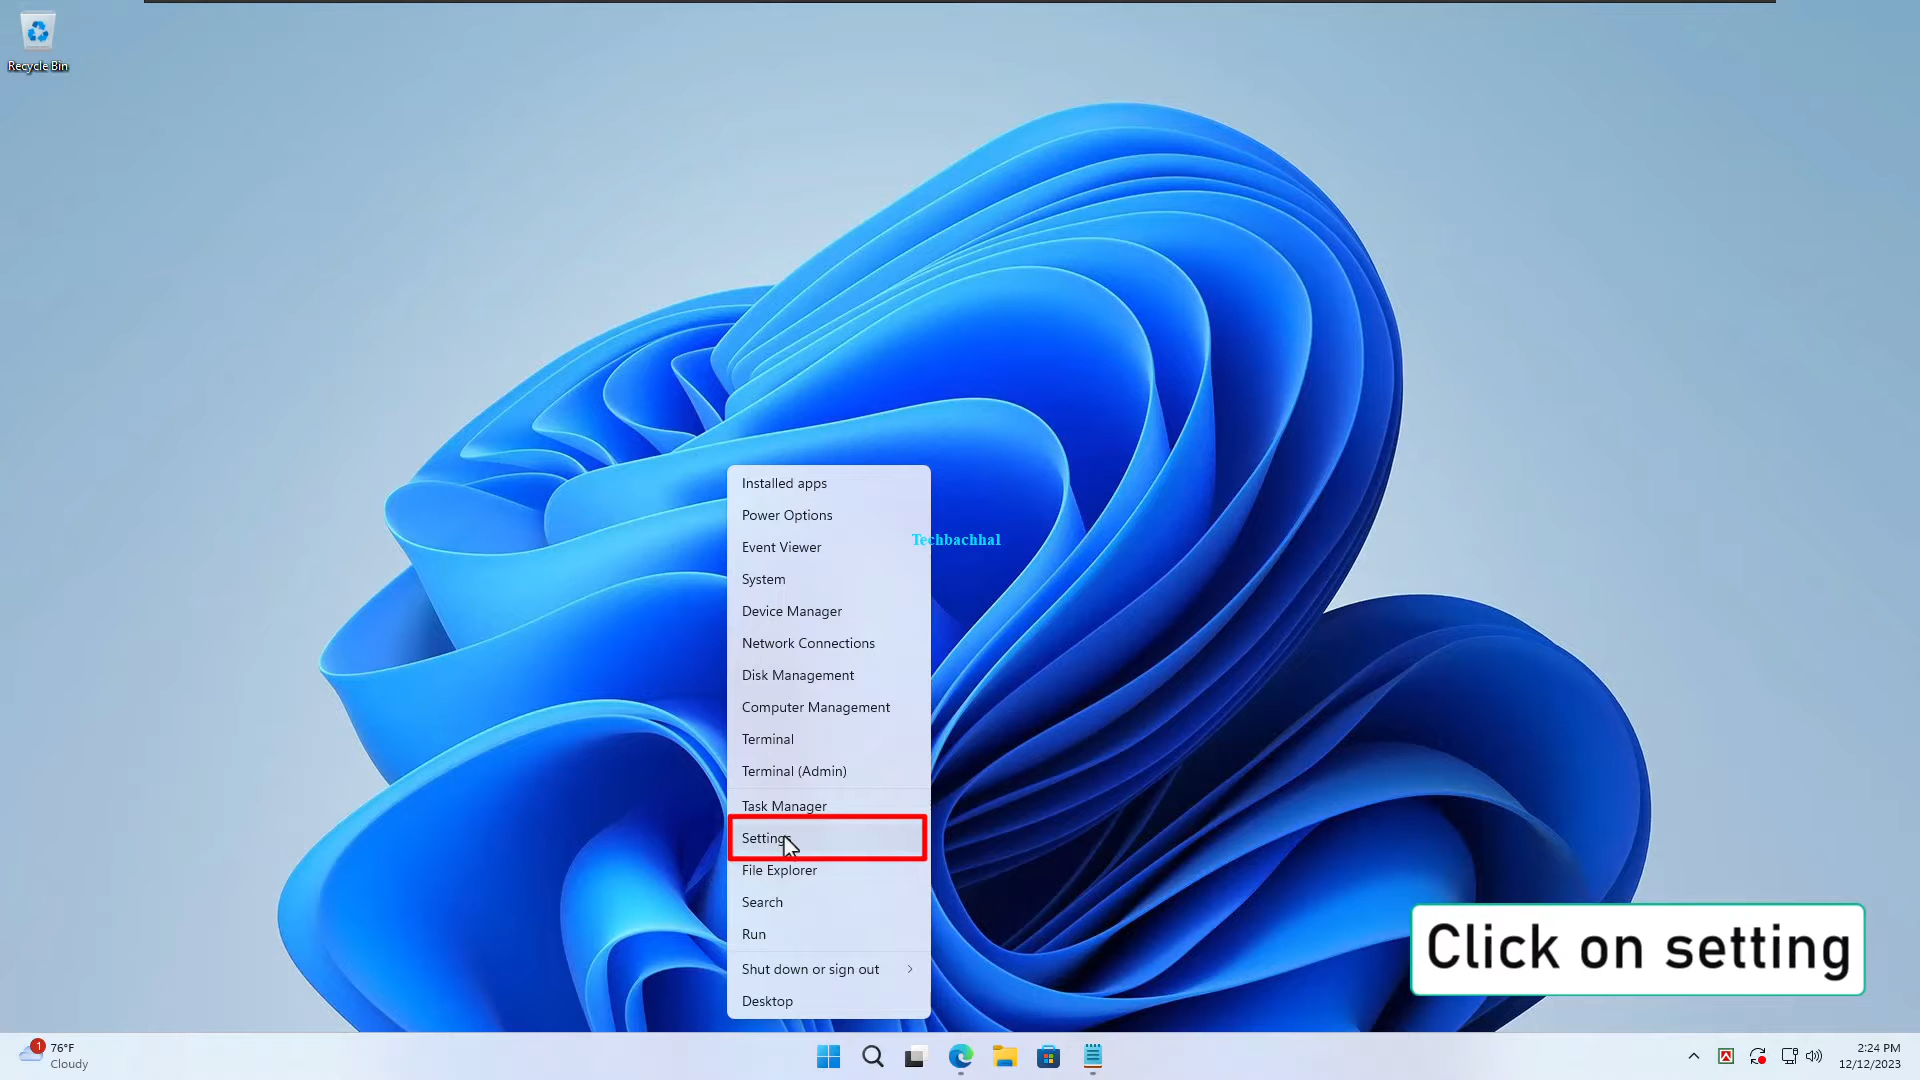 Recycle Bin
Installed apps
Power Options
Event Viewer
Techbachhal
System
Device Manager
Network Connections
Disk Management
Computer Management
Terminal
Terminal (Admin)
Task Manager
Settings
File Explorer
Search
Run
Shut down or sign out
Desktop
Click on setting
1
76°F
Cloudy
2:24 PM
12/12/2023